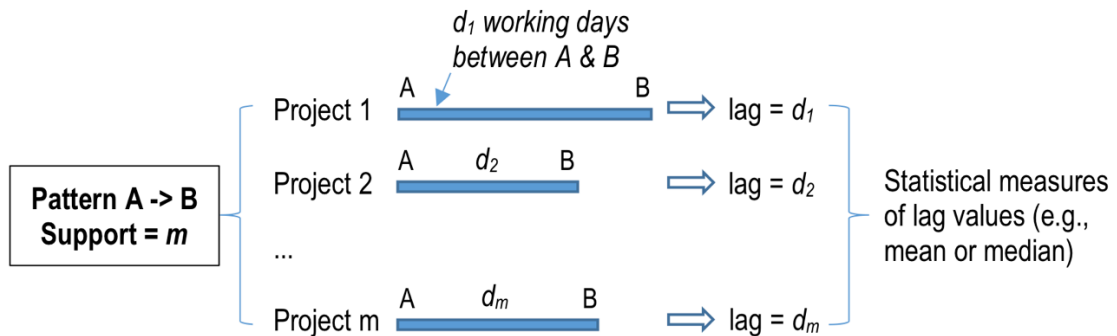 d₁ working days
between A & B
Pattern A -> B
Support = m
Project 1
A
B
lag = d₁
Project 2
A
d₂
B
lag = d₂
...
Project m
A
dₘ
B
lag = dₘ
Statistical measures
of lag values (e.g.,
mean or median)